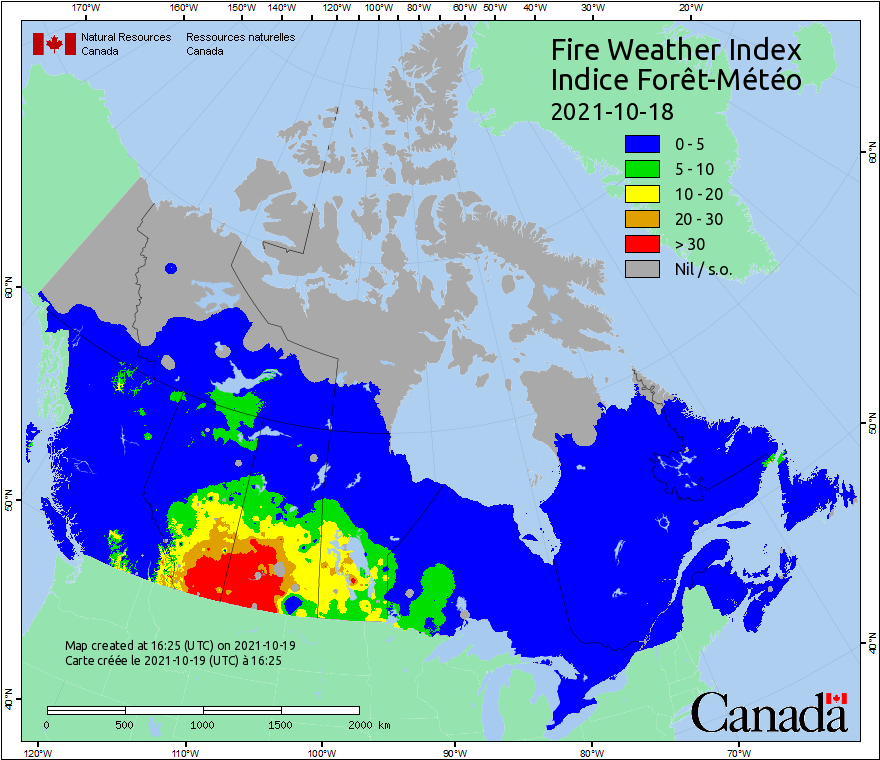 170°W 160°W 150°W 140°W 130°W 120°W 110°W 100°W 90°W 80°W 60°W 50°W 40°W 30°W 20°W
Natural Resources Canada
Ressources naturelles Canada
Fire Weather Index
Indice Forêt-Météo
2021-10-18
0 - 5
5 - 10
10 - 20
20 - 30
> 30
Nil / s.o.
60°N
60°N
50°N
50°N
40°N
40°N
Map created at 16:25 (UTC) on 2021-10-19
Carte créée le 2021-10-19 (UTC) à 16:25
0 500 1000 1500 2000 km
Canada
120°W 110°W 100°W 90°W 80°W 70°W